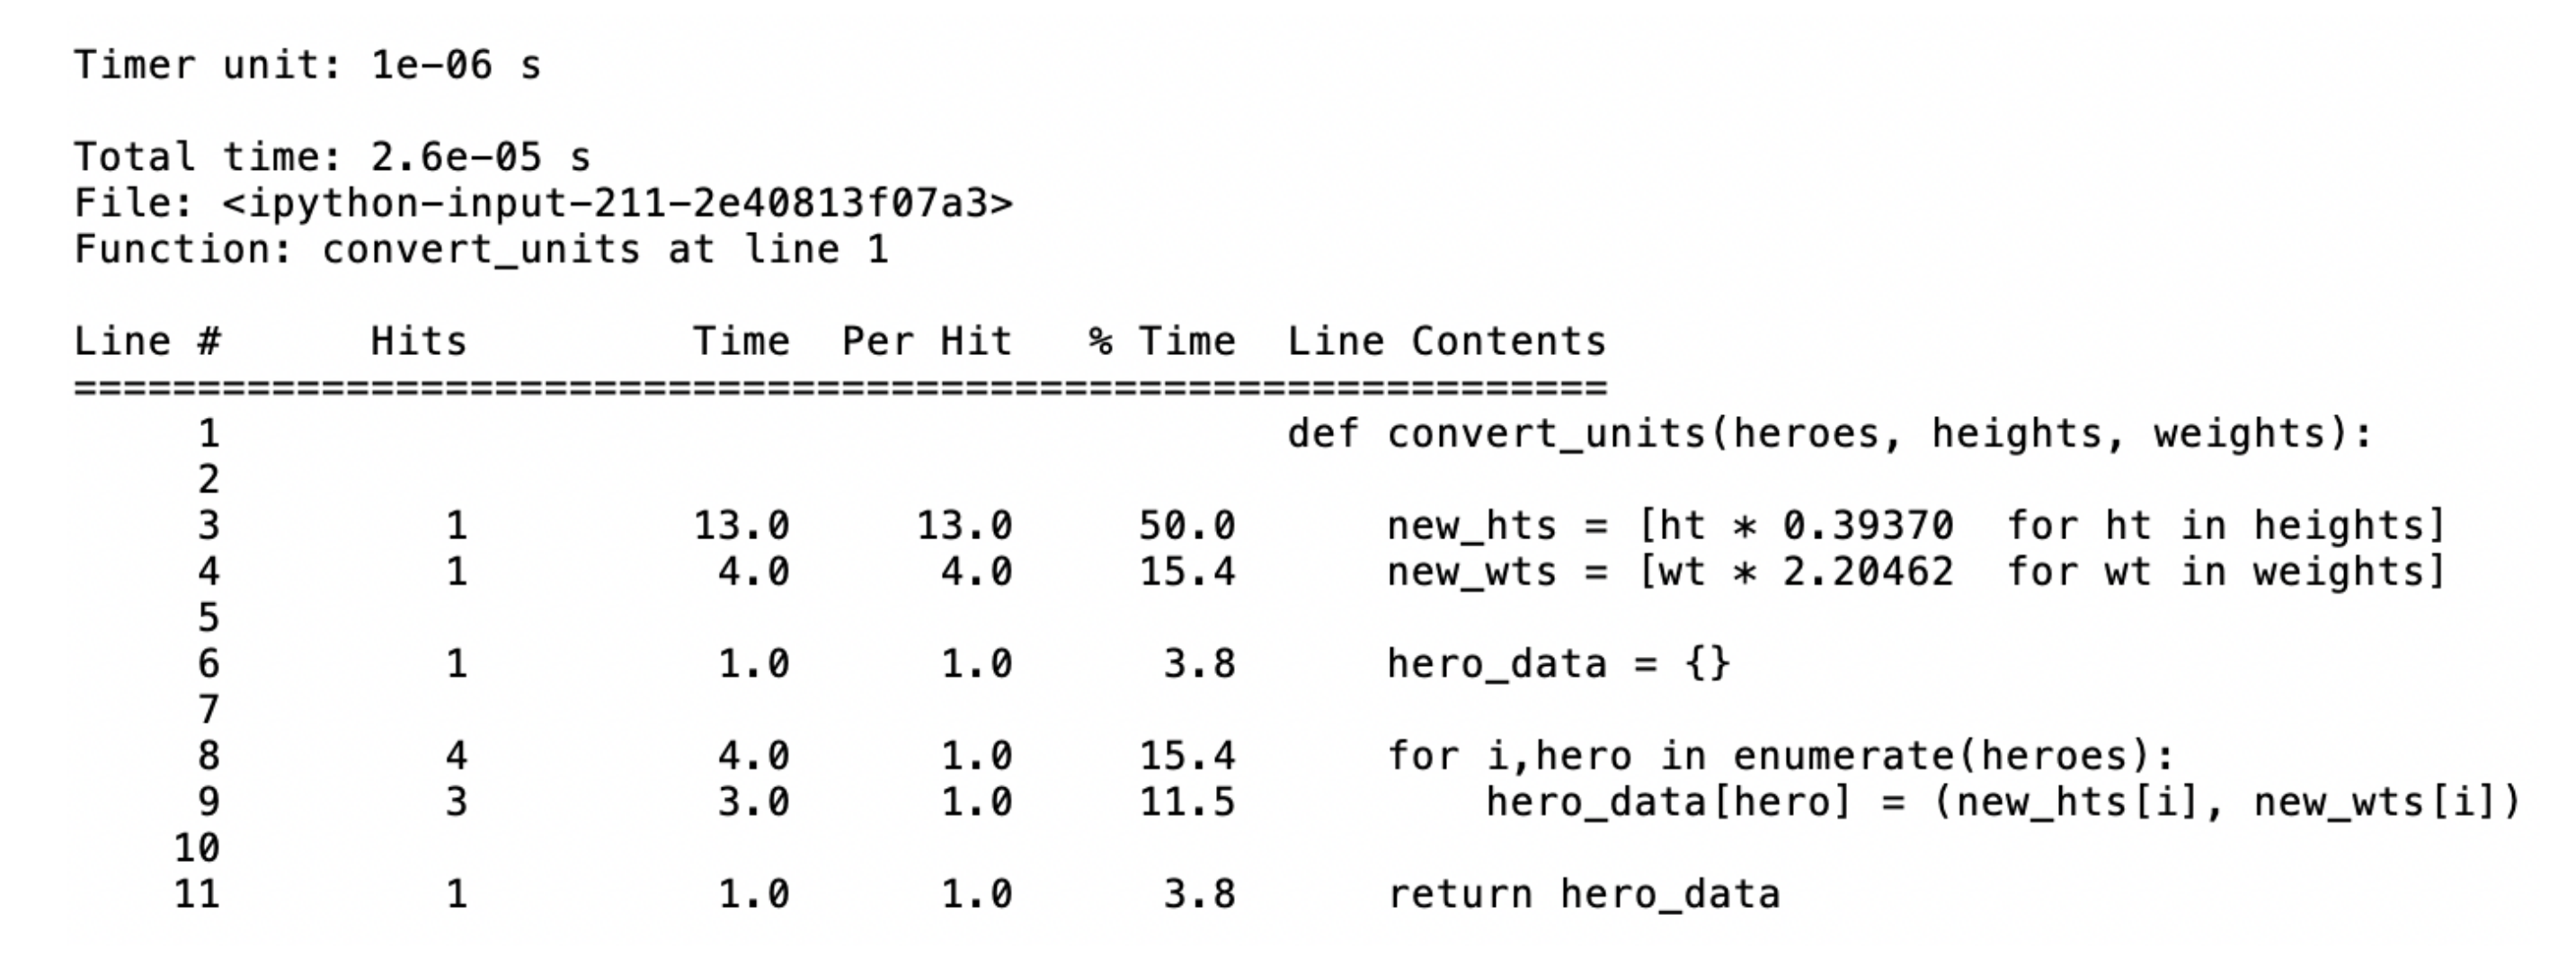 Timer unit: 1e-06 s
Total time: 2.6e-05 s
File: <ipython-input-211-2e40813f07a3>
Function: convert_units at line 1
Line #      Hits         Time  Per Hit   % Time  Line Contents
==============================================================
     1                                           def convert_units(heroes, heights, weights):
     2
     3         1         13.0     13.0     50.0      new_hts = [ht * 0.39370  for ht in heights]
     4         1          4.0      4.0     15.4      new_wts = [wt * 2.20462  for wt in weights]
     5
     6         1          1.0      1.0      3.8      hero_data = {}
     7
     8         4          4.0      1.0     15.4      for i,hero in enumerate(heroes):
     9         3          3.0      1.0     11.5          hero_data[hero] = (new_hts[i], new_wts[i])
    10
    11         1          1.0      1.0      3.8      return hero_data